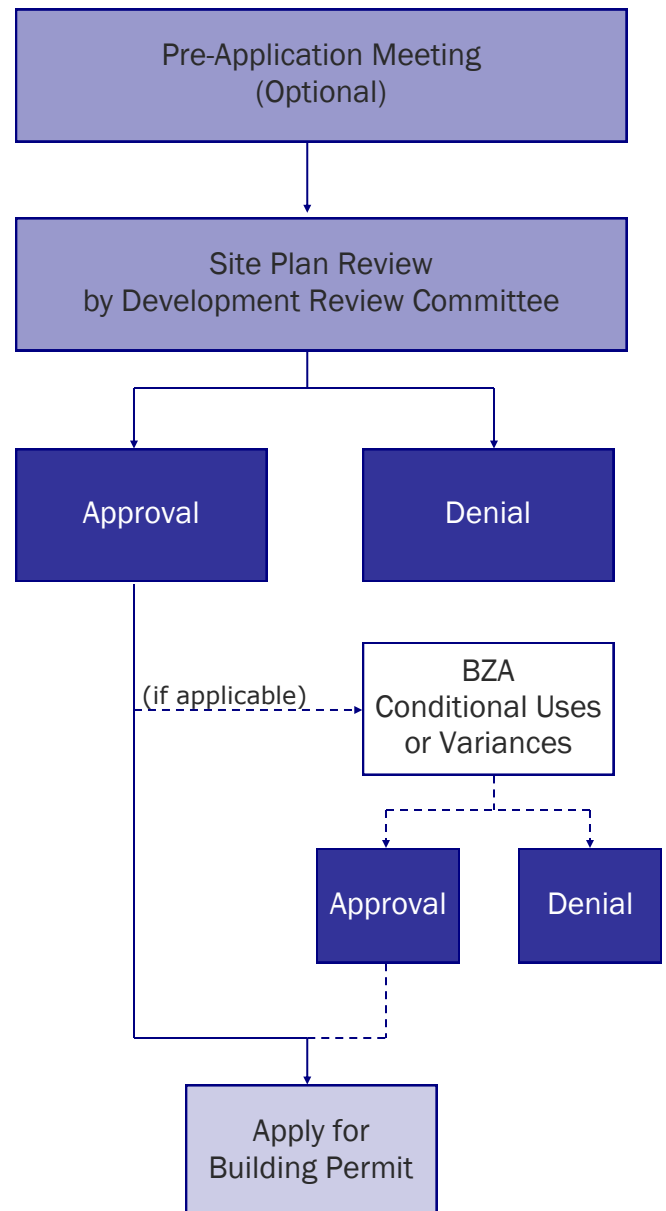 Pre-Application Meeting
(Optional)
Site Plan Review
by Development Review Committee
Approval
Denial
(if applicable)
BZA
Conditional Uses
or Variances
Approval
Denial
Apply for
Building Permit